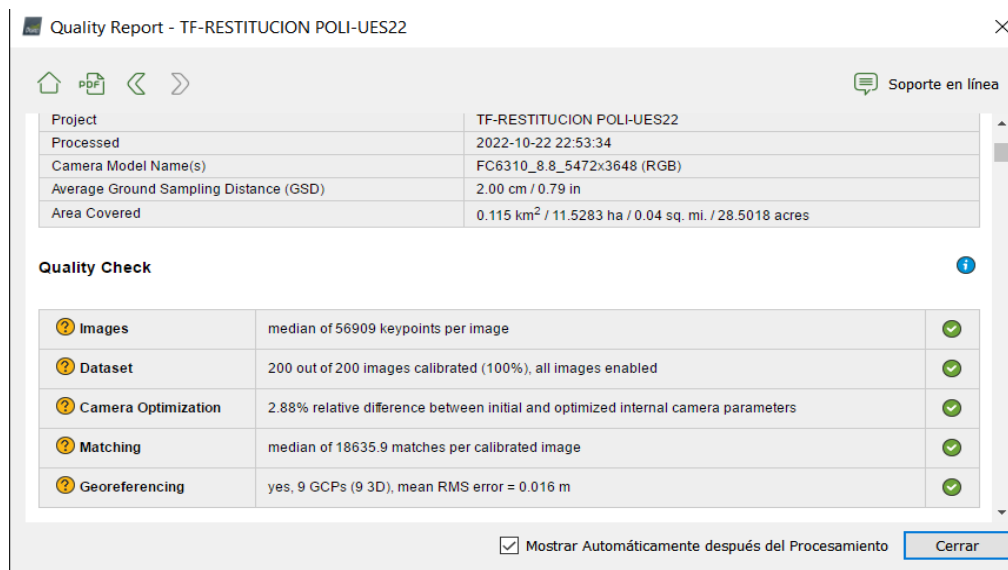 Quality Report - TF-RESTITUCION POLI-UES22
PDF
Soporte en línea
Project TF-RESTITUCION POLI-UES22
Processed 2022-10-22 22:53:34
Camera Model Name(s) FC6310_8.8_5472x3648 (RGB)
Average Ground Sampling Distance (GSD) 2.00 cm / 0.79 in
Area Covered 0.115 km² / 11.5283 ha / 0.04 sq. mi. / 28.5018 acres
Quality Check
Images median of 56909 keypoints per image
Dataset 200 out of 200 images calibrated (100%), all images enabled
Camera Optimization 2.88% relative difference between initial and optimized internal camera parameters
Matching median of 18635.9 matches per calibrated image
Georeferencing yes, 9 GCPs (9 3D), mean RMS error = 0.016 m
Mostrar Automáticamente después del Procesamiento Cerrar